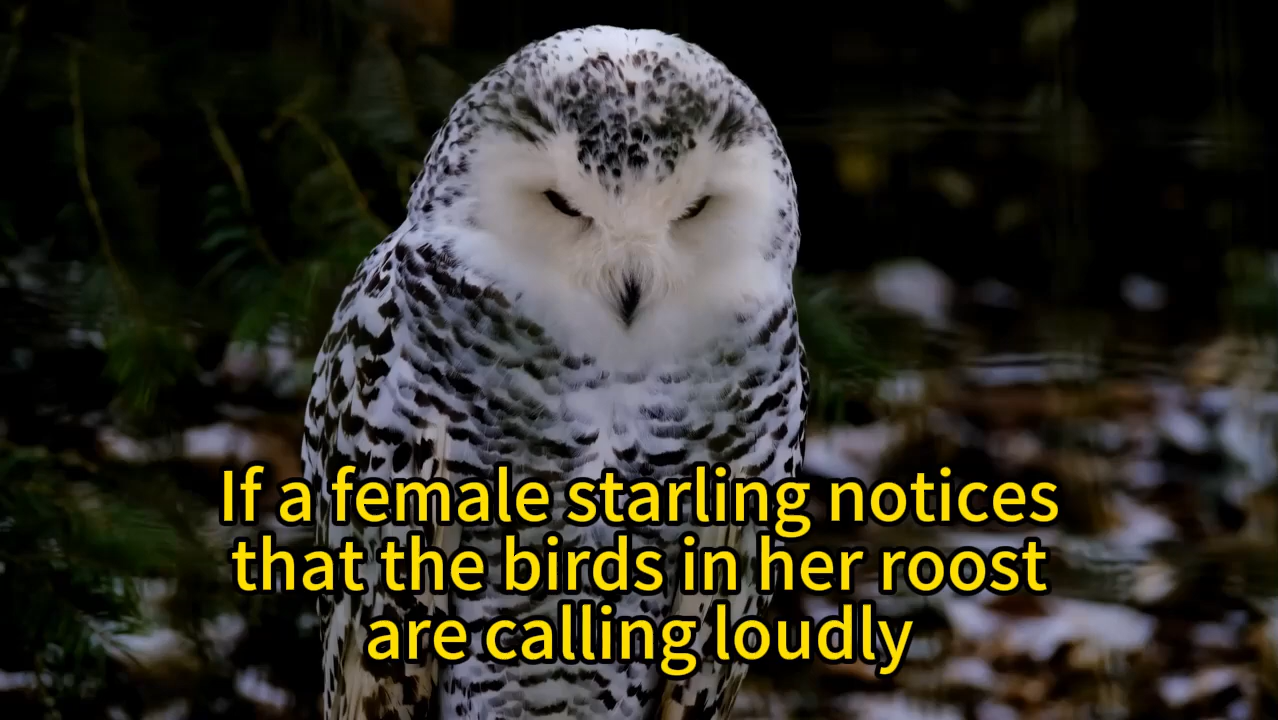 If a female starling notices
that the birds in her roost
are calling loudly